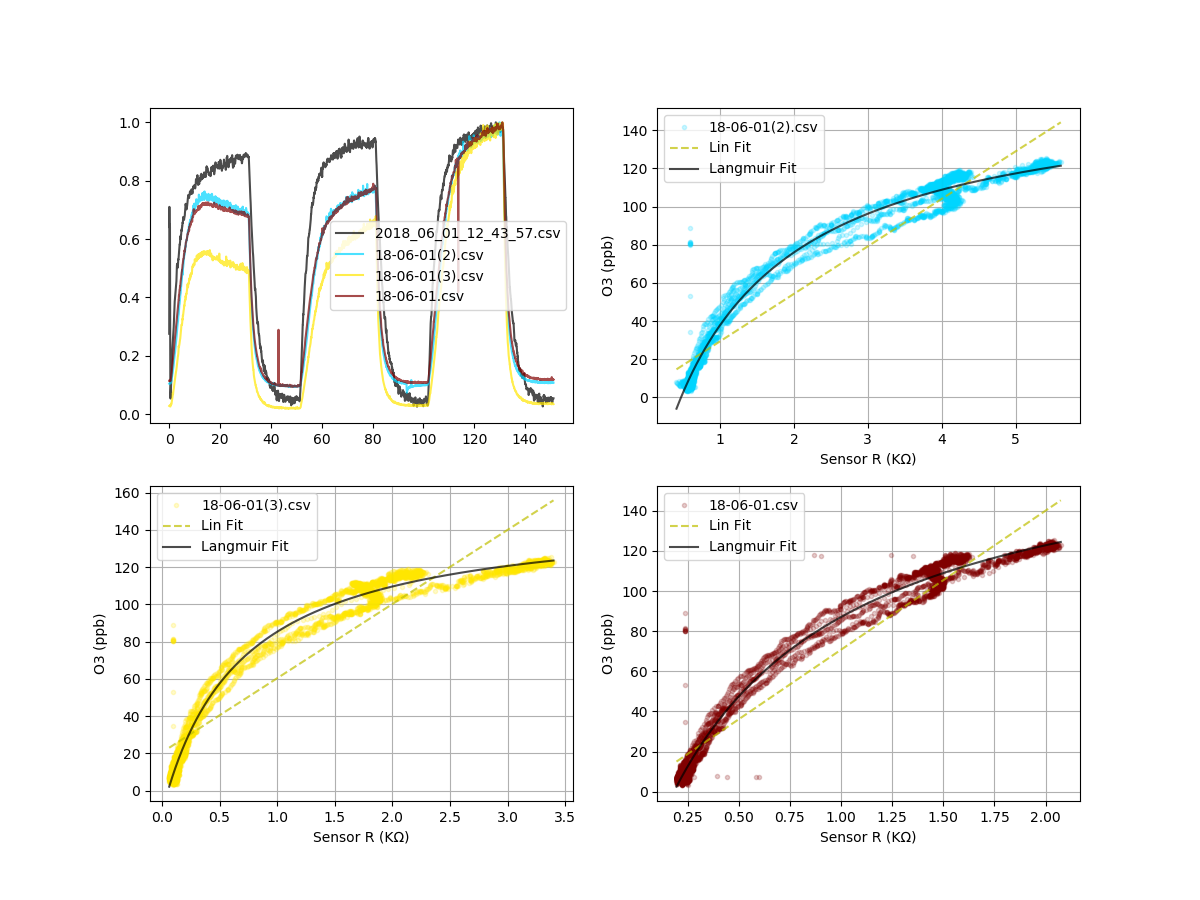 1.0
0.8
0.6
0.4
0.2
0.0
0 20 40 60 80 100 120 140
2018_06_01_12_43_57.csv
18-06-01(2).csv
18-06-01(3).csv
18-06-01.csv
140
120
100
80
60
40
20
0
O3 (ppb)
1 2 3 4 5
Sensor R (KΩ)
18-06-01(2).csv
Lin Fit
Langmuir Fit
160
140
120
100
80
60
40
20
0
O3 (ppb)
0.0 0.5 1.0 1.5 2.0 2.5 3.0 3.5
Sensor R (KΩ)
18-06-01(3).csv
Lin Fit
Langmuir Fit
140
120
100
80
60
40
20
0
O3 (ppb)
0.25 0.50 0.75 1.00 1.25 1.50 1.75 2.00
Sensor R (KΩ)
18-06-01.csv
Lin Fit
Langmuir Fit